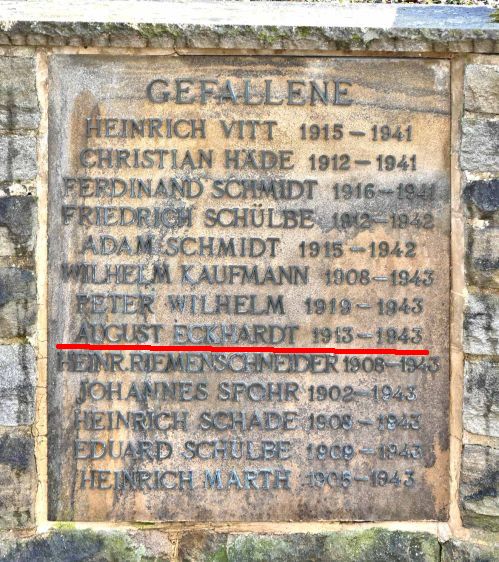 GEFALLENE
HEINRICH VITT 1915–1941
CHRISTIAN HÄDE 1912–1941
FERDINAND SCHMIDT 1916–1941
FRIEDRICH SCHÜLBE 1912–1942
ADAM SCHMIDT 1915–1942
WILHELM KAUFMANN 1908–1943
PETER WILHELM 1919–1943
AUGUST ECKHARDT 1913–1943
HEINR. RIEMENSCHNEIDER 1908–1943
JOHANNES SPOHR 1902–1943
HEINRICH SCHADE 1908–1943
EDUARD SCHÜLBE 1909–1943
HEINRICH MARTH 1905–1943